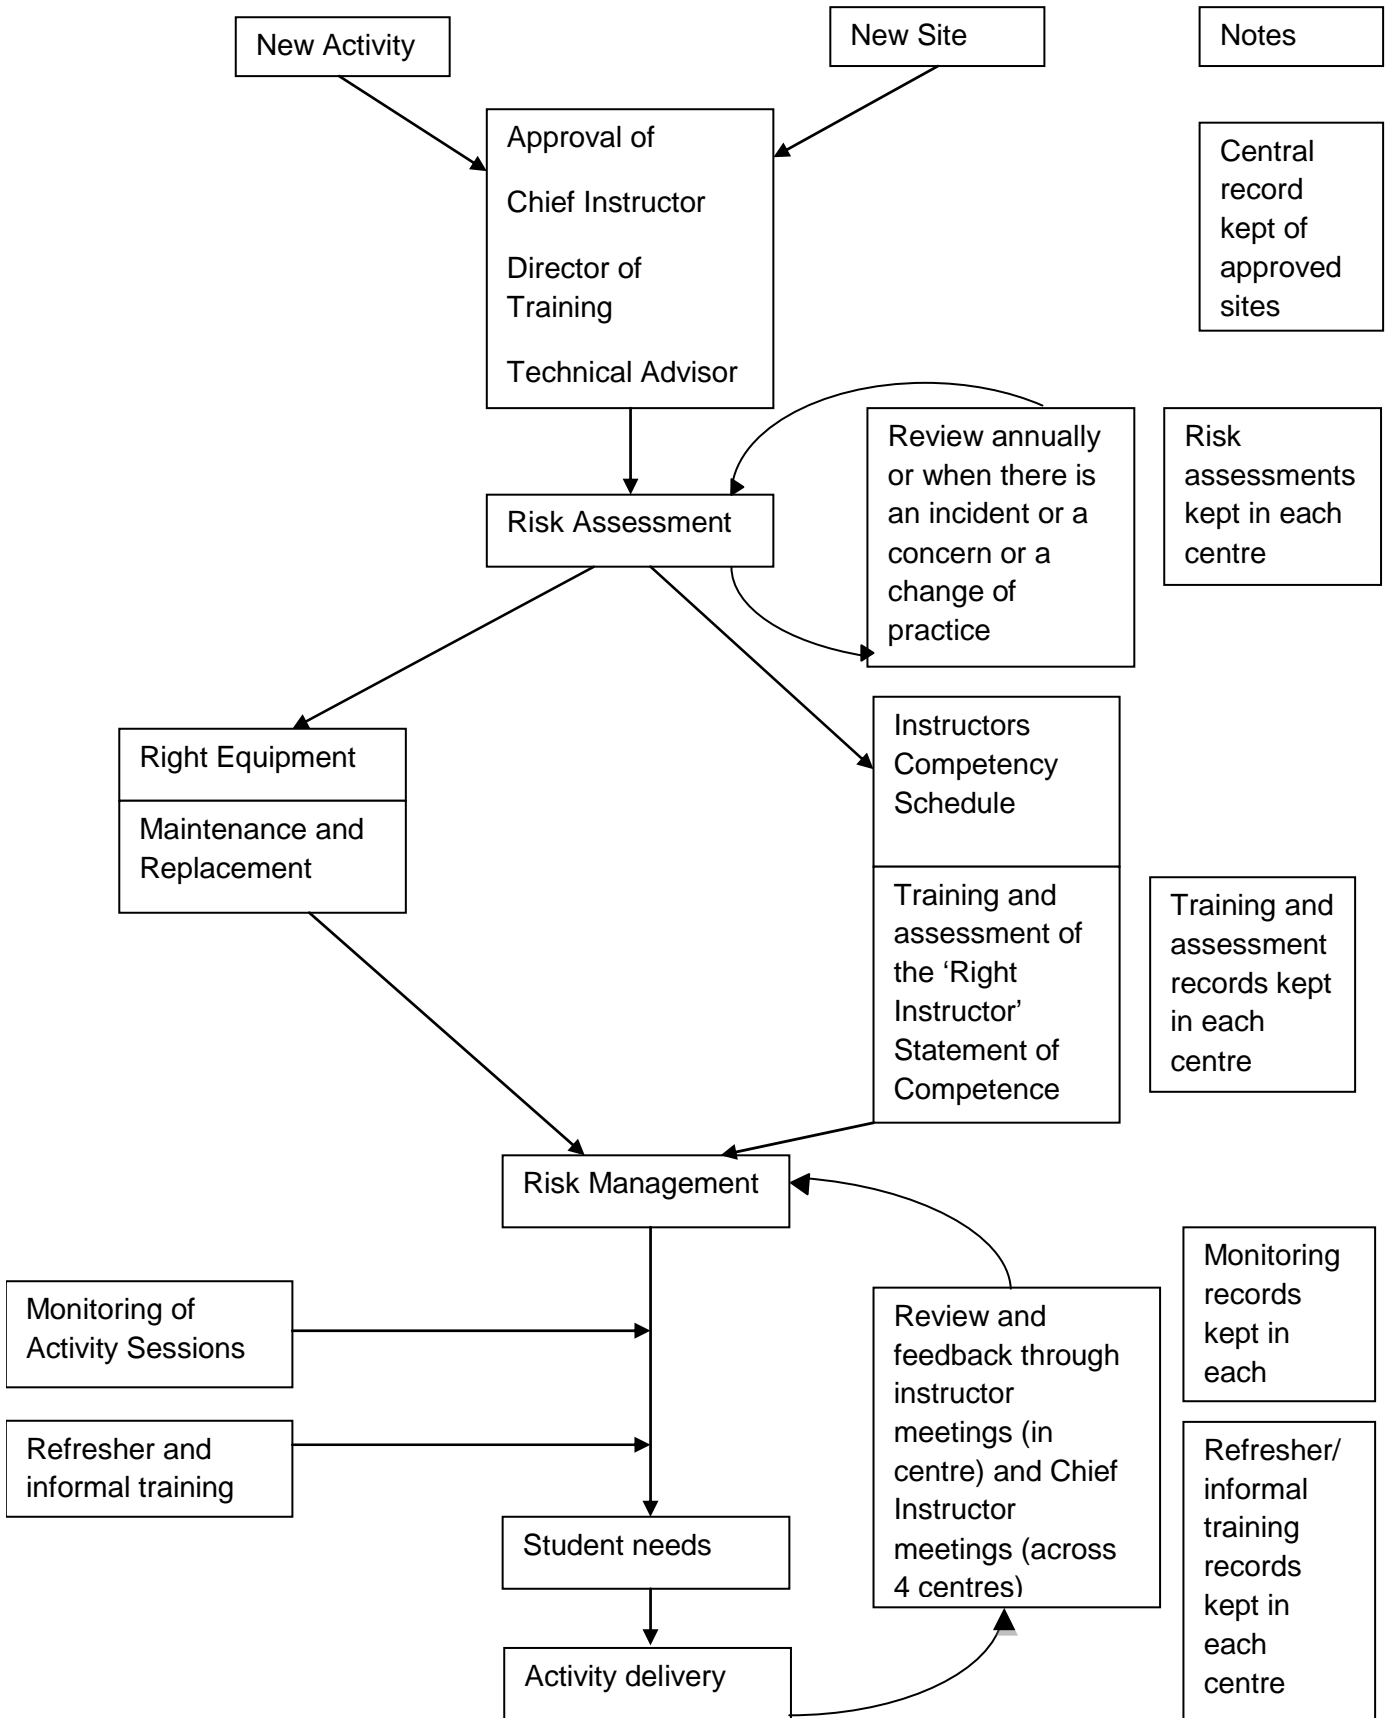 New Activity
New Site
Notes
Approval of
Chief Instructor
Director of
Training
Technical Advisor
Central
record
kept of
approved
sites
Review annually
or when there is
an incident or a
concern or a
change of
practice
Risk
assessments
kept in each
centre
Risk Assessment
Right Equipment
Maintenance and
Replacement
Instructors
Competency
Schedule
Training and
assessment of
the ‘Right
Instructor’
Statement of
Competence
Training and
assessment
records kept
in each
centre
Risk Management
Monitoring of
Activity Sessions
Refresher and
informal training
Review and
feedback through
instructor
meetings (in
centre) and Chief
Instructor
meetings (across
4 centres)
Monitoring
records
kept in
each
Refresher/
informal
training
records
kept in
each
centre
Student needs
Activity delivery